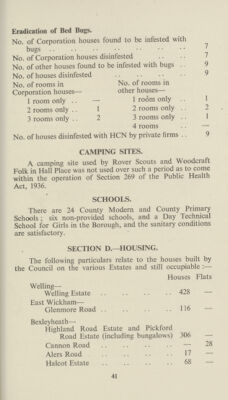 Eradication of Bed Bugs.
No. of Corporation houses found to be infested with
bugs .. .. .. .. .. .. 7
No. of Corporation houses disinfested .. .. 7
No. of other houses found to be infested with bugs .. 9
No. of houses disinfested .. .. .. .. 9
No. of rooms in No. of rooms in
Corporation houses— other houses—
1 room only .. — 1 room only .. 1
2 rooms only .. 1 2 rooms only .. 2
3 rooms only .. 2 3 rooms only .. 1
4 rooms .. —
No. of houses disinfested with HCN by private firms .. 9
CAMPING SITES.
A camping site used by Rover Scouts and Woodcraft
Folk in Hall Place was not used over such a period as to come
within the operation of Section 269 of the Public Health
Act, 1936.
SCHOOLS.
There are 24 County Modern and County Primary
Schools; six non-provided schools, and a Day Technical
School for Girls in the Borough, and the sanitary conditions
are satisfactory.
SECTION D.—HOUSING.
The following particulars relate to the houses built by
the Council on the various Estates and still occupiable:—
Houses Flats
Welling—
Welling Estate .. .. .. .. 428 —
East Wickham—
Glenmore Road .. .. .. .. 116 —
Bexleyheath—
Highland Road Estate and Pickford
Road Estate (including bungalows) 306 —
Cannon Road .. .. .. .. — 28
Alers Road .. .. .. .. 17 —
Halcot Estate .. .. .. .. 68 —
41